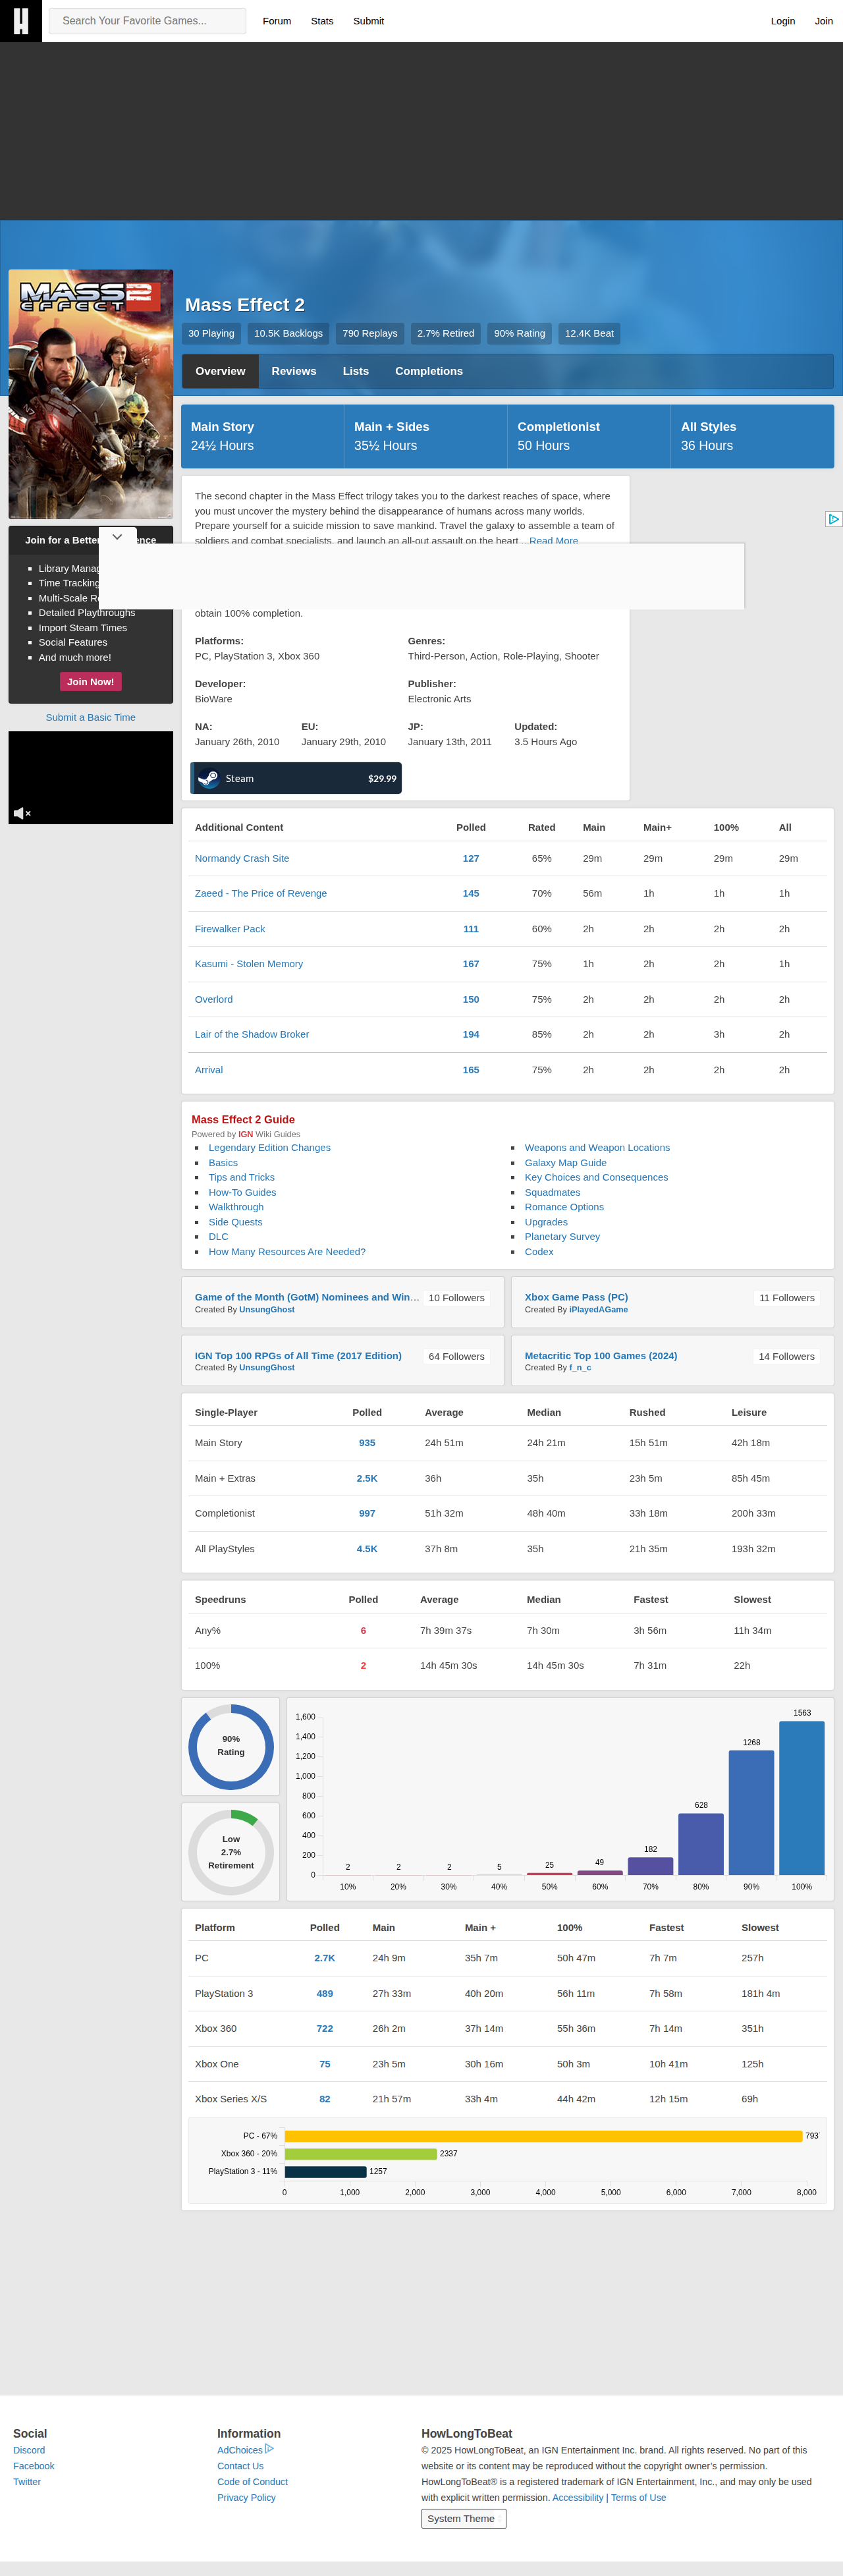 H
Search Your Favorite Games...
Forum Stats Submit
Login Join
MASS EFFECT 2
Mass Effect 2
30 Playing 10.5K Backlogs 790 Replays 2.7% Retired 90% Rating 12.4K Beat
Overview Reviews Lists Completions
Main Story Main + Sides Completionist All Styles
24½ Hours 35½ Hours 50 Hours 36 Hours
The second chapter in the Mass Effect trilogy takes you to the darkest reaches of space, where
you must uncover the mystery behind the disappearance of humans across many worlds.
Prepare yourself for a suicide mission to save mankind. Travel the galaxy to assemble a team of
soldiers and combat specialists, and launch an all-out assault on the heart ...Read More
obtain 100% completion.
Platforms: Genres:
PC, PlayStation 3, Xbox 360 Third-Person, Action, Role-Playing, Shooter
Developer: Publisher:
BioWare Electronic Arts
NA: EU: JP: Updated:
January 26th, 2010 January 29th, 2010 January 13th, 2011 3.5 Hours Ago
Steam $29.99
Join for a Better
Library Manag
Time Tracking
Multi-Scale
Detailed Playthroughs
Import Steam Times
Social Features
And much more!
Join Now!
Submit a Basic Time
Additional Content Polled Rated Main Main+ 100% All
Normandy Crash Site 127 65% 29m 29m 29m 29m
Zaeed - The Price of Revenge 145 70% 56m 1h 1h 1h
Firewalker Pack 111 60% 2h 2h 2h 2h
Kasumi - Stolen Memory 167 75% 1h 2h 2h 1h
Overlord 150 75% 2h 2h 2h 2h
Lair of the Shadow Broker 194 85% 2h 2h 3h 2h
Arrival 165 75% 2h 2h 2h 2h
Mass Effect 2 Guide
Powered by IGN Wiki Guides
Legendary Edition Changes
Basics
Tips and Tricks
How-To Guides
Walkthrough
Side Quests
DLC
How Many Resources Are Needed?
Weapons and Weapon Locations
Galaxy Map Guide
Key Choices and Consequences
Squadmates
Romance Options
Upgrades
Planetary Survey
Codex
Game of the Month (GotM) Nominees and Win... 10 Followers
Created By UnsungGhost
Xbox Game Pass (PC) 11 Followers
Created By iPlayedAGame
IGN Top 100 RPGs of All Time (2017 Edition) 64 Followers
Created By UnsungGhost
Metacritic Top 100 Games (2024) 14 Followers
Created By f_n_c
Single-Player Polled Average Median Rushed Leisure
Main Story 935 24h 51m 24h 21m 15h 51m 42h 18m
Main + Extras 2.5K 36h 35h 23h 5m 85h 45m
Completionist 997 51h 32m 48h 40m 33h 18m 200h 33m
All PlayStyles 4.5K 37h 8m 35h 21h 35m 193h 32m
Speedruns Polled Average Median Fastest Slowest
Any% 6 7h 39m 37s 7h 30m 3h 56m 11h 34m
100% 2 14h 45m 30s 14h 45m 30s 7h 31m 22h
90%
Rating
Low
2.7%
Retirement
1,600
1,400
1,200
1,000
800
600
400
200
0
2 2 2 5 25 49 182 628 1268 1563
10% 20% 30% 40% 50% 60% 70% 80% 90% 100%
Platform Polled Main Main + 100% Fastest Slowest
PC 2.7K 24h 9m 35h 7m 50h 47m 7h 7m 257h
PlayStation 3 489 27h 33m 40h 20m 56h 11m 7h 58m 181h 4m
Xbox 360 722 26h 2m 37h 14m 55h 36m 7h 14m 351h
Xbox One 75 23h 5m 30h 16m 50h 3m 10h 41m 125h
Xbox Series X/S 82 21h 57m 33h 4m 44h 42m 12h 15m 69h
PC - 67% 793
Xbox 360 - 20% 2337
PlayStation 3 - 11% 1257
0 1,000 2,000 3,000 4,000 5,000 6,000 7,000 8,000
Social
Discord
Facebook
Twitter
Information
AdChoices
Contact Us
Code of Conduct
Privacy Policy
HowLongToBeat
© 2025 HowLongToBeat, an IGN Entertainment Inc. brand. All rights reserved. No part of this
website or its content may be reproduced without the copyright owner's permission.
HowLongToBeat® is a registered trademark of IGN Entertainment, Inc., and may only be used
with explicit written permission. Accessibility | Terms of Use
System Theme